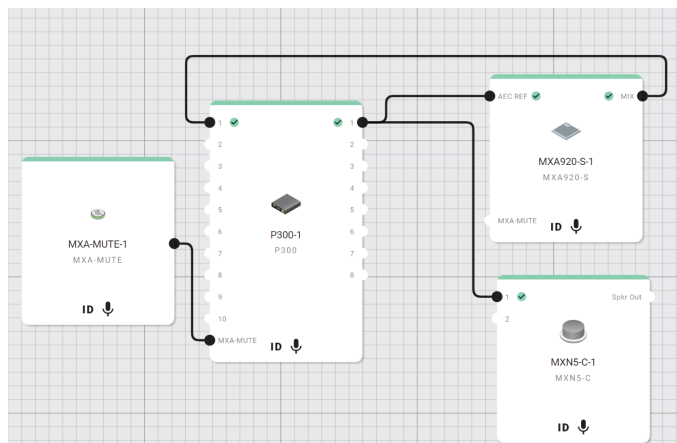 MXA-MUTE-1
MXA-MUTE
ID
1 1
2 2
3 3
4 4
5 5
6 6
7 7
8 8
9
10
P300-1
P300
MXA-MUTE ID
AEC REF MIX
MXA920-S-1
MXA920-S
MXA-MUTE ID
1 Spkr Out
2
MXN5-C-1
MXN5-C
ID